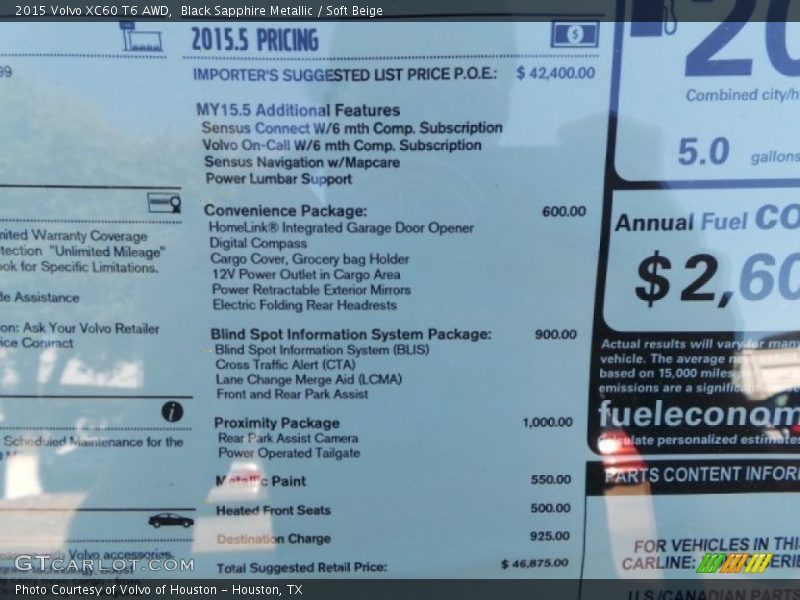 2015 Volvo XC60 T6 AWD, Black Sapphire Metallic / Soft Beige
2015.5 PRICING
IMPORTER'S SUGGESTED LIST PRICE P.O.E: $ 42,400.00
MY15.5 Additional Features
Sensus Connect W/6 mth Comp. Subscription
Volvo On-Call W/6 mth Comp. Subscription
Sensus Navigation w/Mapcare
Power Lumbar Support
Convenience Package: 600.00
HomeLink® Integrated Garage Door Opener
Digital Compass
Cargo Cover, Grocery bag Holder
12V Power Outlet in Cargo Area
Power Retractable Exterior Mirrors
Electric Folding Rear Headrests
Blind Spot Information System Package: 900.00
Blind Spot Information System (BLIS)
Cross Traffic Alert (CTA)
Lane Change Merge Aid (LCMA)
Front and Rear Park Assist
Proximity Package 1,000.00
Rear Park Assist Camera
Power Operated Tailgate
Metallic Paint 550.00
Heated Front Seats 500.00
Destination Charge 925.00
Total Suggested Retail Price: $ 46,875.00
99
nited Warranty Coverage
tection "Unlimited Mileage"
ook for Specific Limitations.
de Assistance
on: Ask Your Volvo Retailer
ice Contract
Scheduled Maintenance for the
Volvo accessories.
20
Combined city/h
5.0 gallons
Annual Fuel CO
$2,60
Actual results will vary for many
vehicle. The average
based on 15,000 miles
emissions are a significant
fueleconom
calculate personalized estimates
PARTS CONTENT INFOR
FOR VEHICLES IN THI
CARLINE:
U.S./CANADIAN PARTS
GTCARLOT.COM
Photo Courtesy of Volvo of Houston - Houston, TX